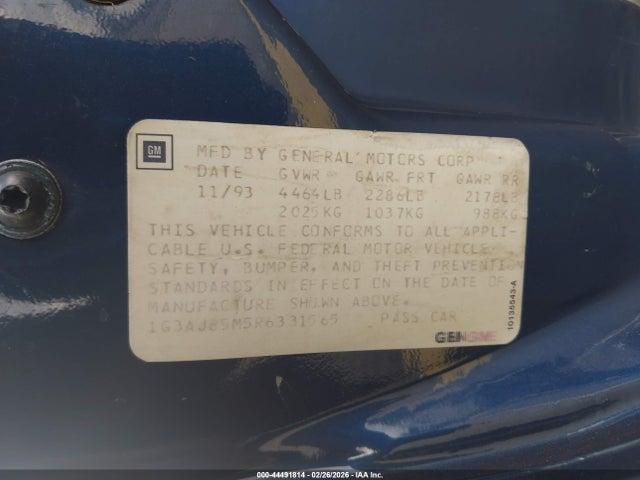 GM
MFD BY GENERAL MOTORS CORP
DATE GVWR GAWR FRT GAWR RR
11/93 4464LB 2286LB 2178LB
2025KG 1037KG 988KG
THIS VEHICLE CONFORMS TO ALL APPLI-
CABLE U.S. FEDERAL MOTOR VEHICLE
SAFETY, BUMPER, AND THEFT PREVENTION
STANDARDS IN EFFECT ON THE DATE OF
MANUFACTURE SHOWN ABOVE.
1G3AJ85M5R6331565 PASS CAR
10135543-A
000-44491814 - 02/26/2026 - IAA Inc.